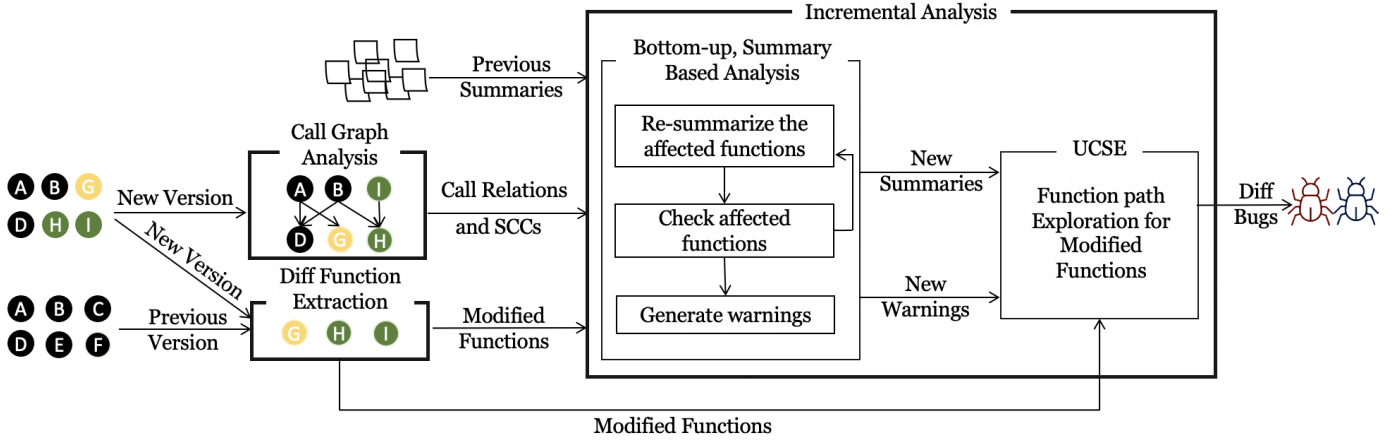 Incremental Analysis
Previous
Summaries
Bottom-up, Summary
Based Analysis
Re-summarize the
affected functions
Check affected
functions
Generate warnings
Call Graph
Analysis
A B I
D G H
A B G
D H I
New Version
New Version
Call Relations
and SCCs
Diff Function
Extraction
G H I
A B C
D E F
Previous
Version
Modified
Functions
New
Summaries
New
Warnings
UCSE
Function path
Exploration for
Modified
Functions
Diff
Bugs
Modified Functions